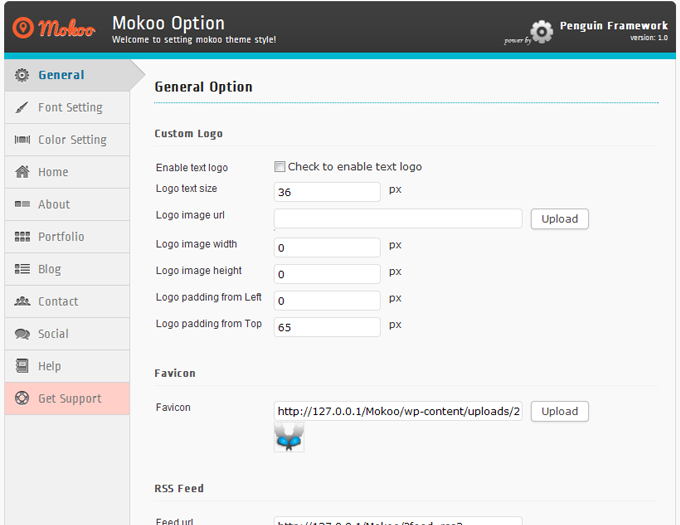 Mokoo
Mokoo Option
Welcome to setting mokoo theme style!
power by
Penguin Framework
version: 1.0
General
Font Setting
Color Setting
Home
About
Portfolio
Blog
Contact
Social
Help
Get Support
General Option
Custom Logo
Enable text logo Check to enable text logo
Logo text size 36 px
Logo image url Upload
Logo image width 0 px
Logo image height 0 px
Logo padding from Left 0 px
Logo padding from Top 65 px
Favicon
Favicon http://127.0.0.1/Mokoo/wp-content/uploads/2 Upload
RSS Feed
Feed url